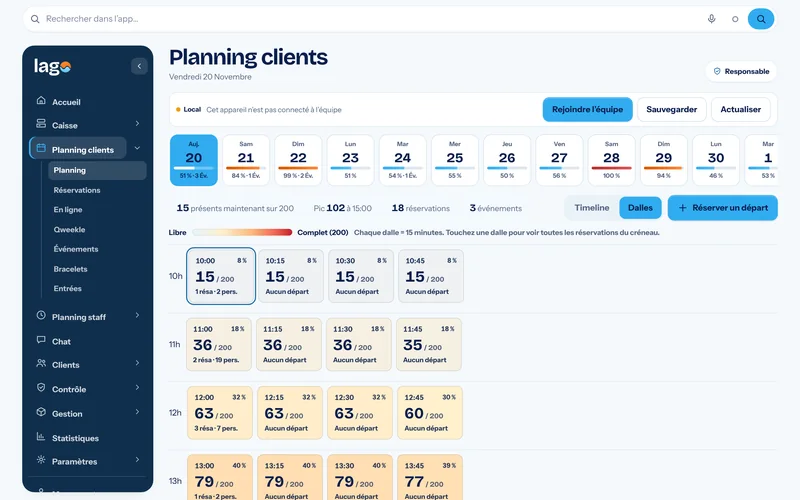 Rechercher dans l'app...
lago
Accueil
Caisse
Planning clients
Planning
Réservations
En ligne
Qweekle
Événements
Bracelets
Entrées
Planning staff
Chat
Clients
Contrôle
Gestion
Statistiques
Paramètres
Planning clients
Vendredi 20 Novembre
Responsable
Local Cet appareil n'est pas connecté à l'équipe
Rejoindre l'équipe Sauvegarder Actualiser
Auj. Sam Dim Lun Mar Mer Jeu Ven Sam Dim Lun Mar
20 21 22 23 24 25 26 27 28 29 30 1
51 % · 3 Év. 84 % · 1 Év. 99 % · 2 Év. 51 % 54 % · 1 Év. 55 % 50 % 56 % 100 % 94 % 46 % 53 %
15 présents maintenant sur 200 Pic 102 à 15:00 18 réservations 3 événements
Timeline Dalles + Réserver un départ
Libre Complet (200) Chaque dalle = 15 minutes. Touchez une dalle pour voir toutes les réservations du créneau.
10h
10:00 8 % 10:15 8 % 10:30 8 % 10:45 8 %
15 / 200 15 / 200 15 / 200 15 / 200
1 résa · 2 pers. Aucun départ Aucun départ Aucun départ
11h
11:00 18 % 11:15 18 % 11:30 18 % 11:45 18 %
36 / 200 36 / 200 36 / 200 35 / 200
2 résa · 19 pers. Aucun départ Aucun départ Aucun départ
12h
12:00 32 % 12:15 32 % 12:30 32 % 12:45 30 %
63 / 200 63 / 200 63 / 200 60 / 200
3 résa · 7 pers. Aucun départ Aucun départ Aucun départ
13h
13:00 40 % 13:15 40 % 13:30 40 % 13:45 39 %
79 / 200 79 / 200 79 / 200 77 / 200
1 résa · 2 pers. Aucun départ Aucun départ Aucun départ